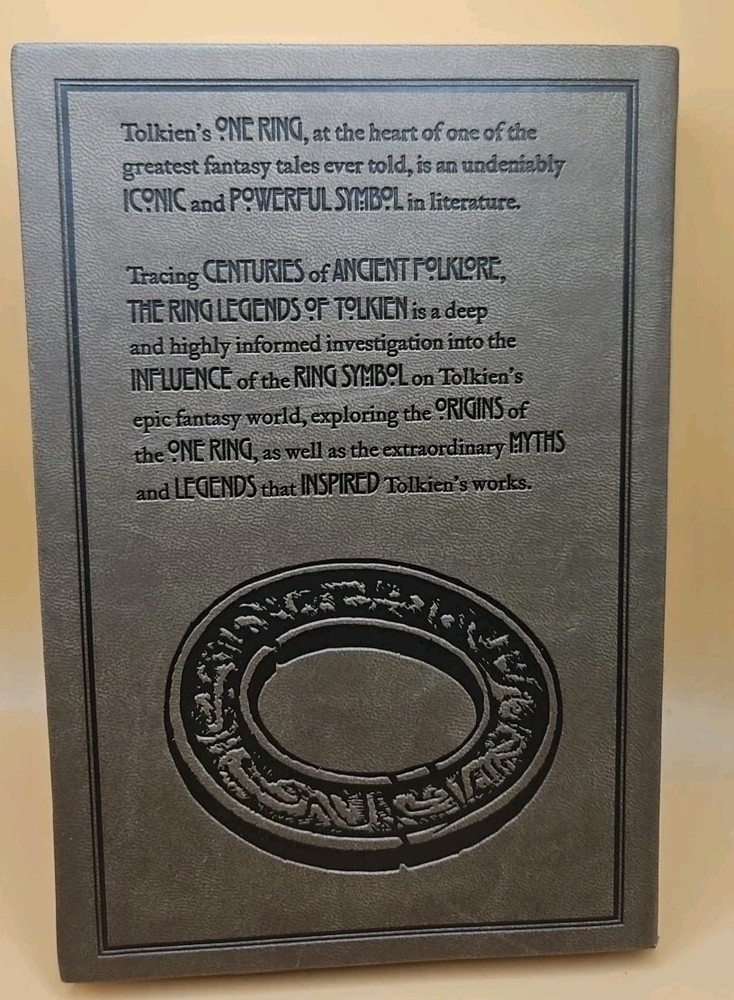 Tolkien's ONE RING, at the heart of one of the
greatest fantasy tales ever told, is an undeniably
ICONIC and POWERFUL SYMBOL in literature.
Tracing CENTURIES of ANCIENT FOLKLORE,
THE RING LEGENDS OF TOLKIEN is a deep
and highly informed investigation into the
INFLUENCE of the RING SYMBOL on Tolkien's
epic fantasy world, exploring the ORIGINS of
the ONE RING, as well as the extraordinary MYTHS
and LEGENDS that INSPIRED Tolkien's works.